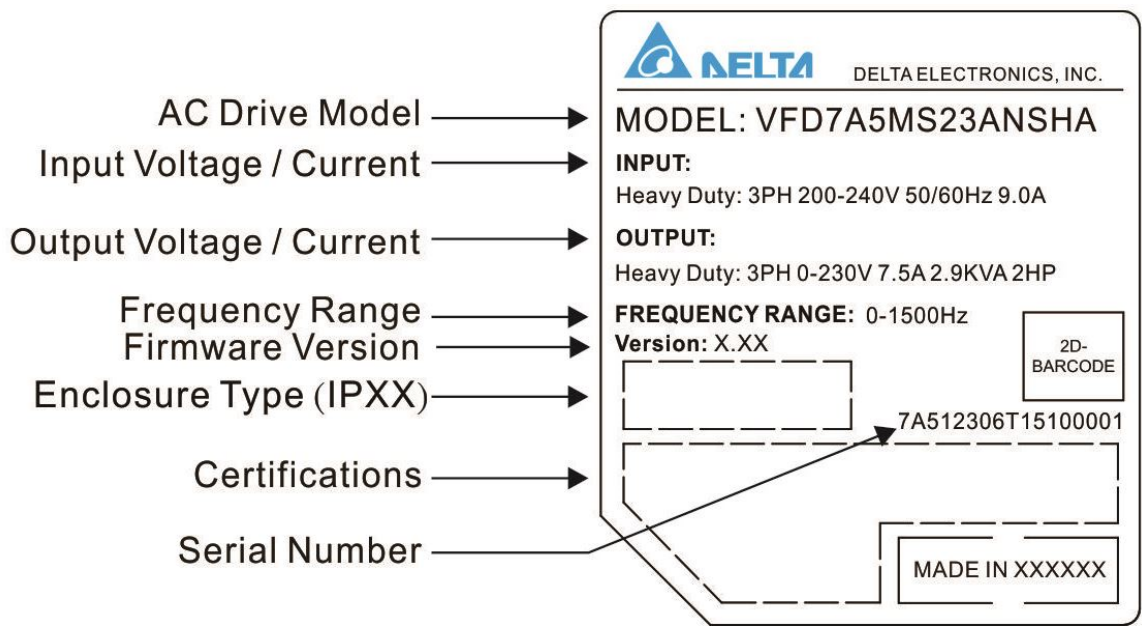 AC Drive Model
Input Voltage / Current
Output Voltage / Current
Frequency Range
Firmware Version
Enclosure Type (IPXX)
Certifications
Serial Number
DELTA
DELTA ELECTRONICS, INC.
MODEL: VFD7A5MS23ANSHA
INPUT:
Heavy Duty: 3PH 200-240V 50/60Hz 9.0A
OUTPUT:
Heavy Duty: 3PH 0-230V 7.5A 2.9KVA 2HP
FREQUENCY RANGE: 0-1500Hz
Version: X.XX
2D-
BARCODE
7A512306T15100001
MADE IN XXXXXX